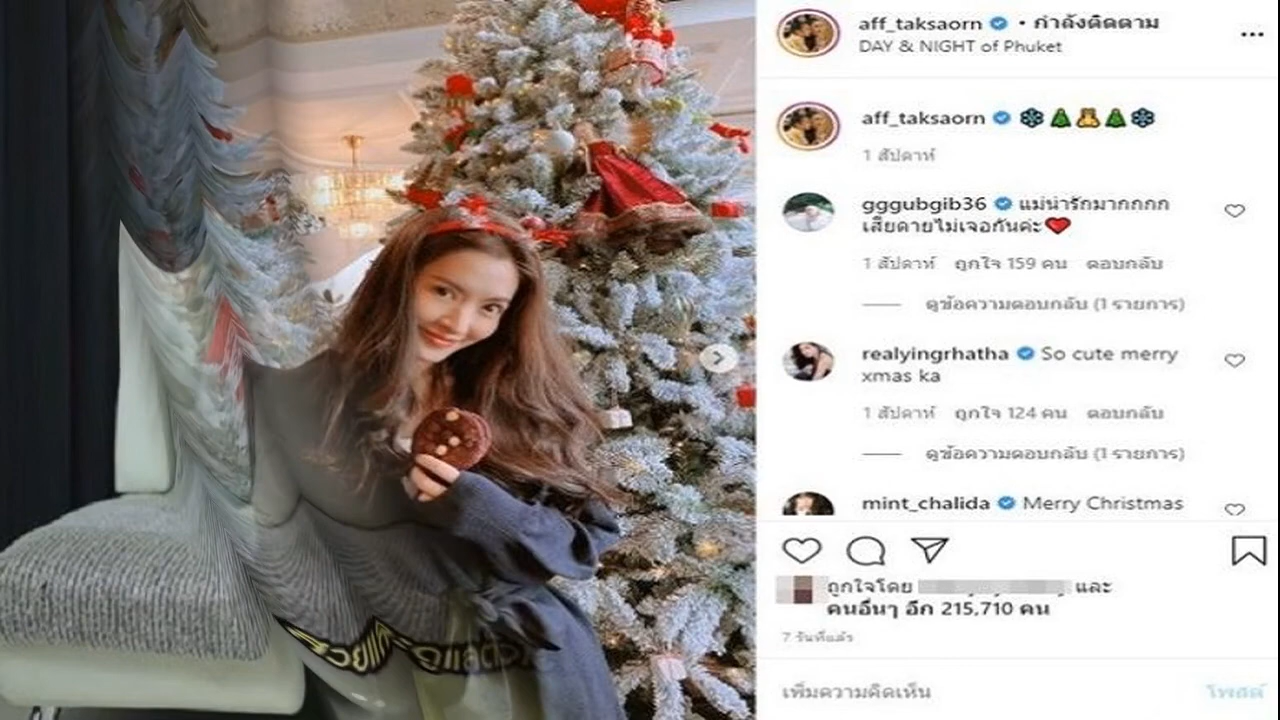 aff_taksaorn • กำลังติดตาม
DAY & NIGHT of Phuket
aff_taksaorn
1 สัปดาห์
gggubgib36 แม่น่ารักมากกกก
เสียดายไม่เจอกันค่ะ
1 สัปดาห์ ถูกใจ 159 คน ตอบกลับ
ดูข้อความตอบกลับ (1 รายการ)
realyingrhatha So cute merry
xmas ka
1 สัปดาห์ ถูกใจ 124 คน ตอบกลับ
ดูข้อความตอบกลับ (1 รายการ)
mint_chalida Merry Christmas
ถูกใจโดย และ
คนอื่นๆ อีก 215,710 คน
7 วันที่แล้ว
เพิ่มความคิดเห็น
โพสต์